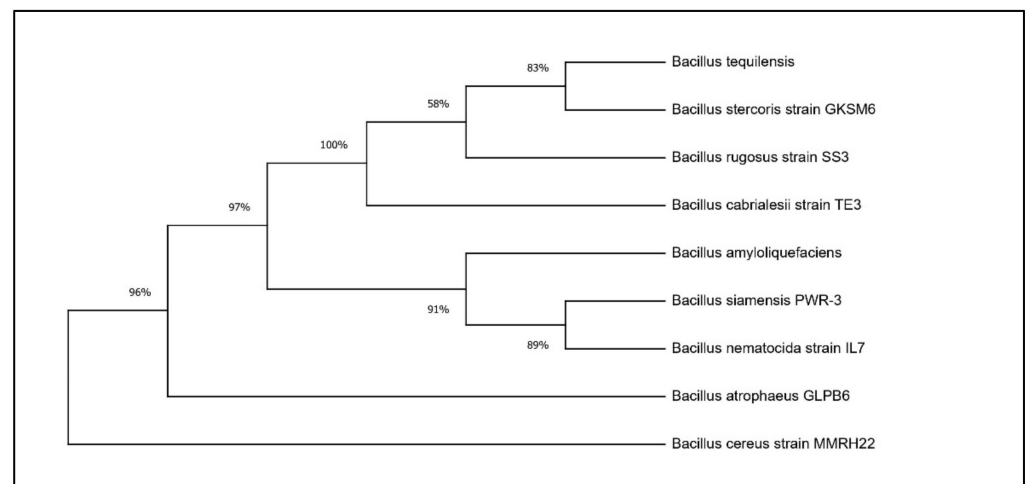 83%
Bacillus tequilensis
58%
Bacillus stercoris strain GKSM6
100%
Bacillus rugosus strain SS3
97%
Bacillus cabrialesii strain TE3
Bacillus amyloliquefaciens
96%
Bacillus siamensis PWR-3
91%
89%
Bacillus nematocida strain IL7
Bacillus atrophaeus GLPB6
Bacillus cereus strain MMRH22